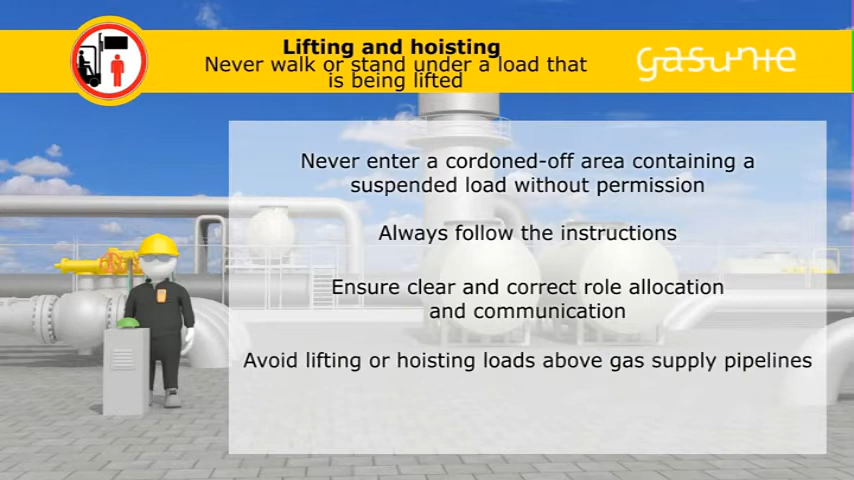 Lifting and hoisting
Never walk or stand under a load that
is being lifted
gasunie
Never enter a cordoned-off area containing a
suspended load without permission
Always follow the instructions
Ensure clear and correct role allocation
and communication
Avoid lifting or hoisting loads above gas supply pipelines